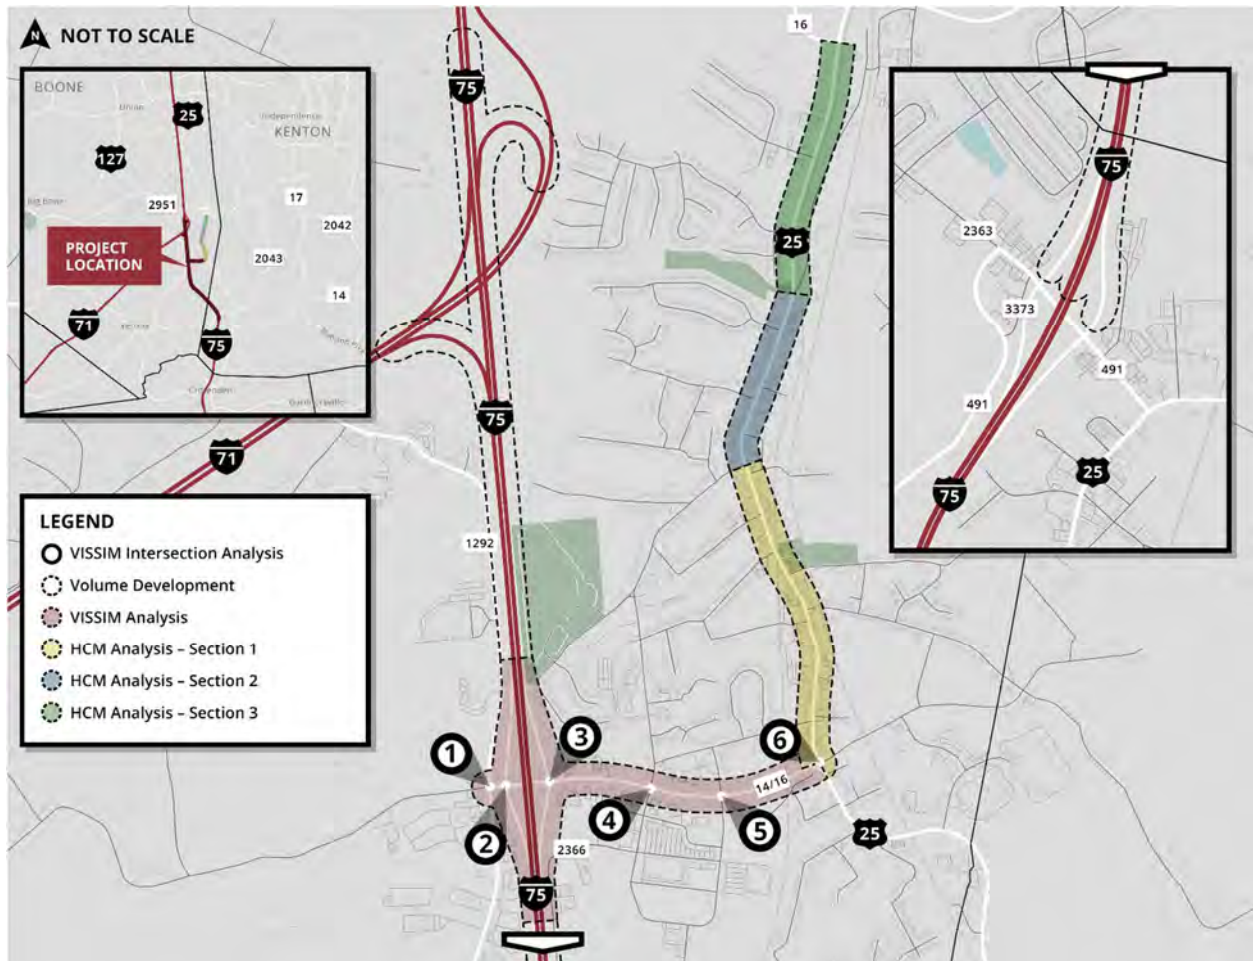 N
NOT TO SCALE
BOONE
Union
25
Independence
KENTON
127
17
2951
2042
PROJECT
LOCATION
2043
14
71
75
Crittenden
75
16
75
71
25
75
2363
3373
491
491
25
75
LEGEND
VISSIM Intersection Analysis
Volume Development
VISSIM Analysis
HCM Analysis – Section 1
HCM Analysis – Section 2
HCM Analysis – Section 3
1292
1
2
3
4
5
6
14/16
2366
25
75